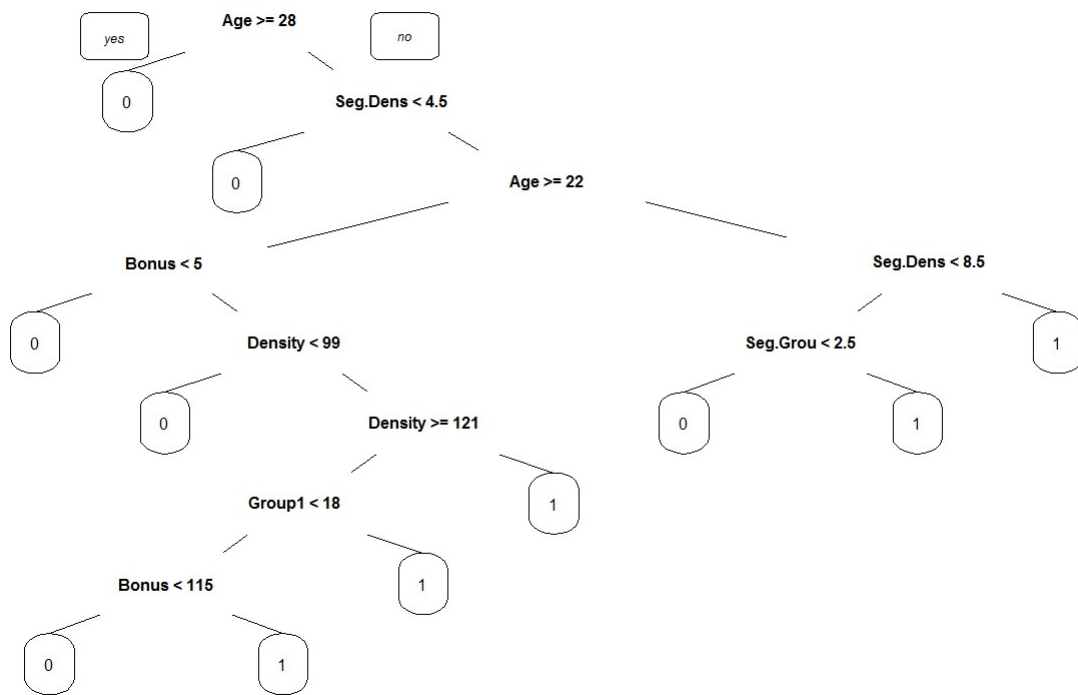 yes
Age >= 28
no
0
Seg.Dens < 4.5
0
Age >= 22
Bonus < 5
Seg.Dens < 8.5
0
Density < 99
Seg.Grou < 2.5
1
0
Density >= 121
0
1
Group1 < 18
1
Bonus < 115
1
0
1